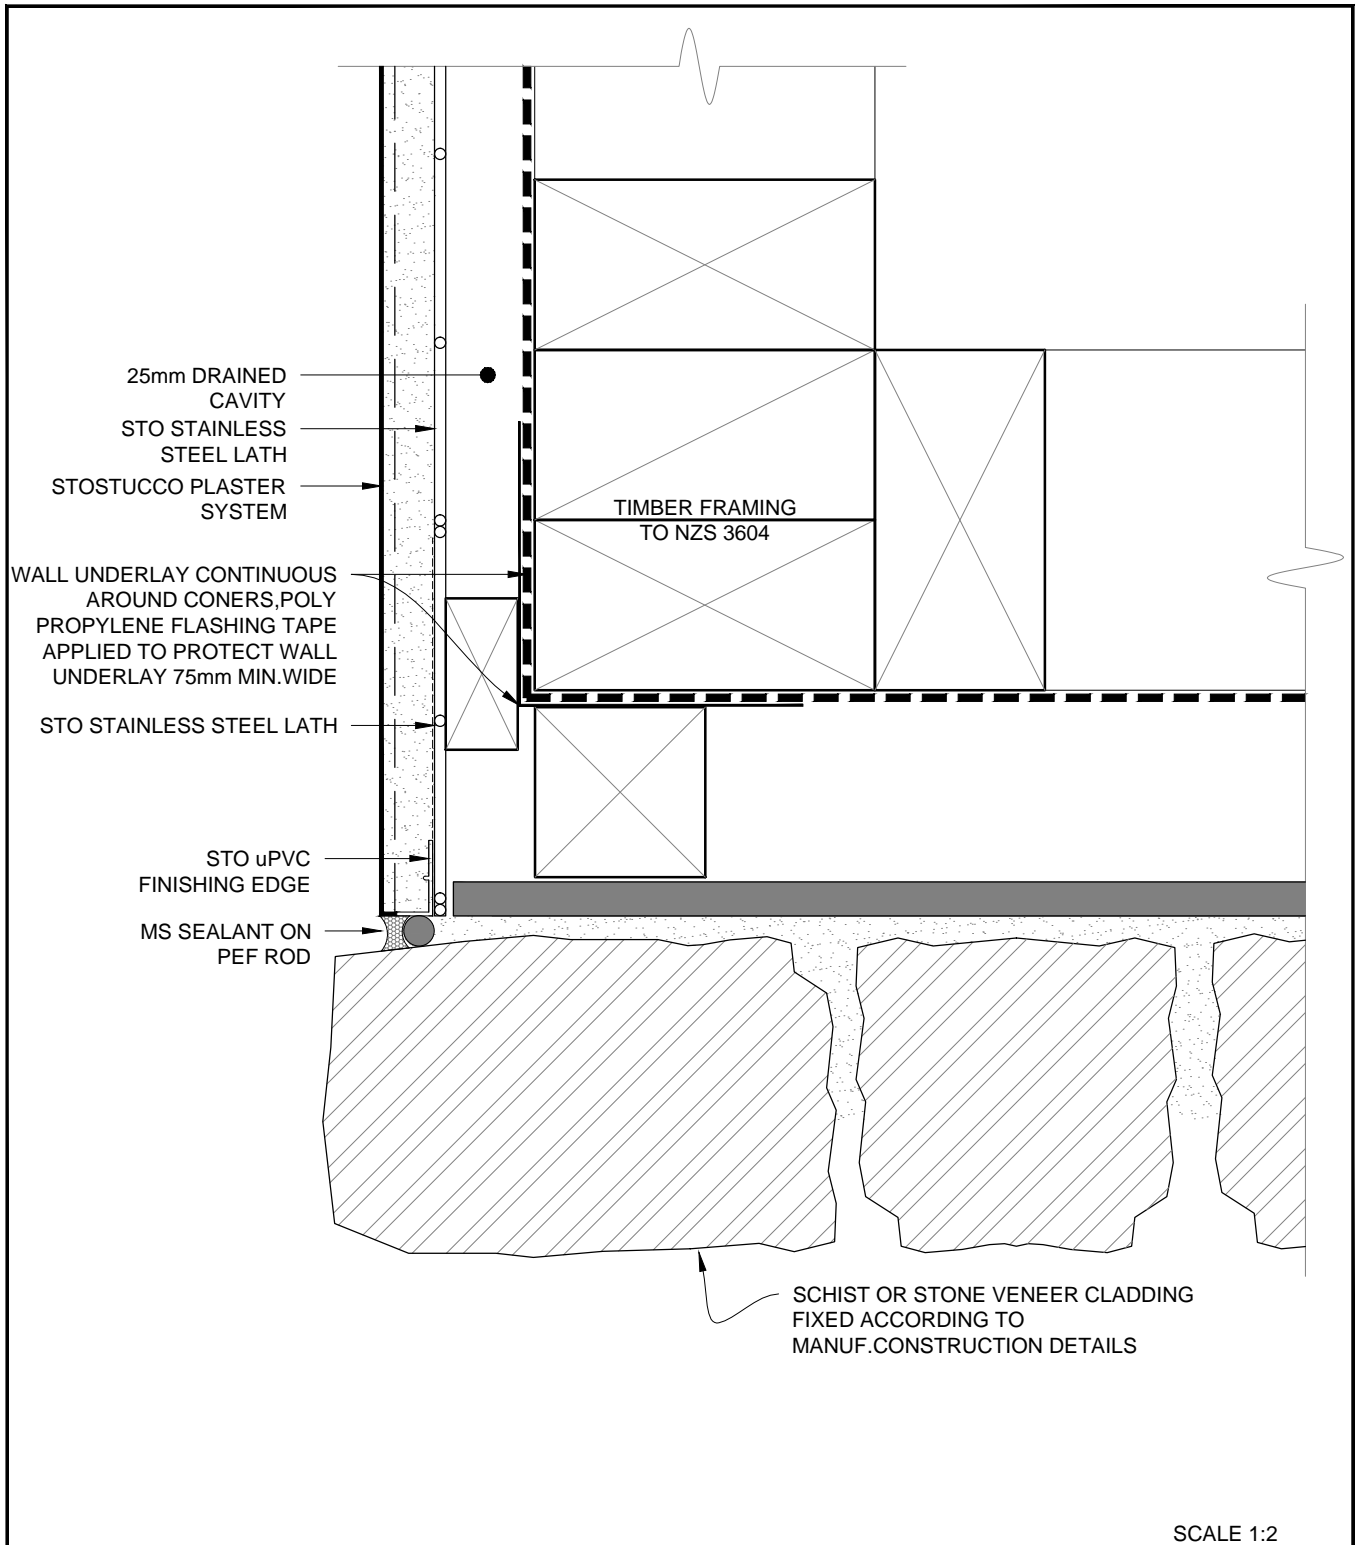 25mm DRAINED
CAVITY
STO STAINLESS
STEEL LATH
STOSTUCCO PLASTER
SYSTEM
TIMBER FRAMING
TO NZS 3604
WALL UNDERLAY CONTINUOUS
AROUND CONERS,POLY
PROPYLENE FLASHING TAPE
APPLIED TO PROTECT WALL
UNDERLAY 75mm MIN.WIDE
STO STAINLESS STEEL LATH
STO uPVC
FINISHING EDGE
MS SEALANT ON
PEF ROD
SCHIST OR STONE VENEER CLADDING
FIXED ACCORDING TO
MANUF.CONSTRUCTION DETAILS
SCALE 1:2